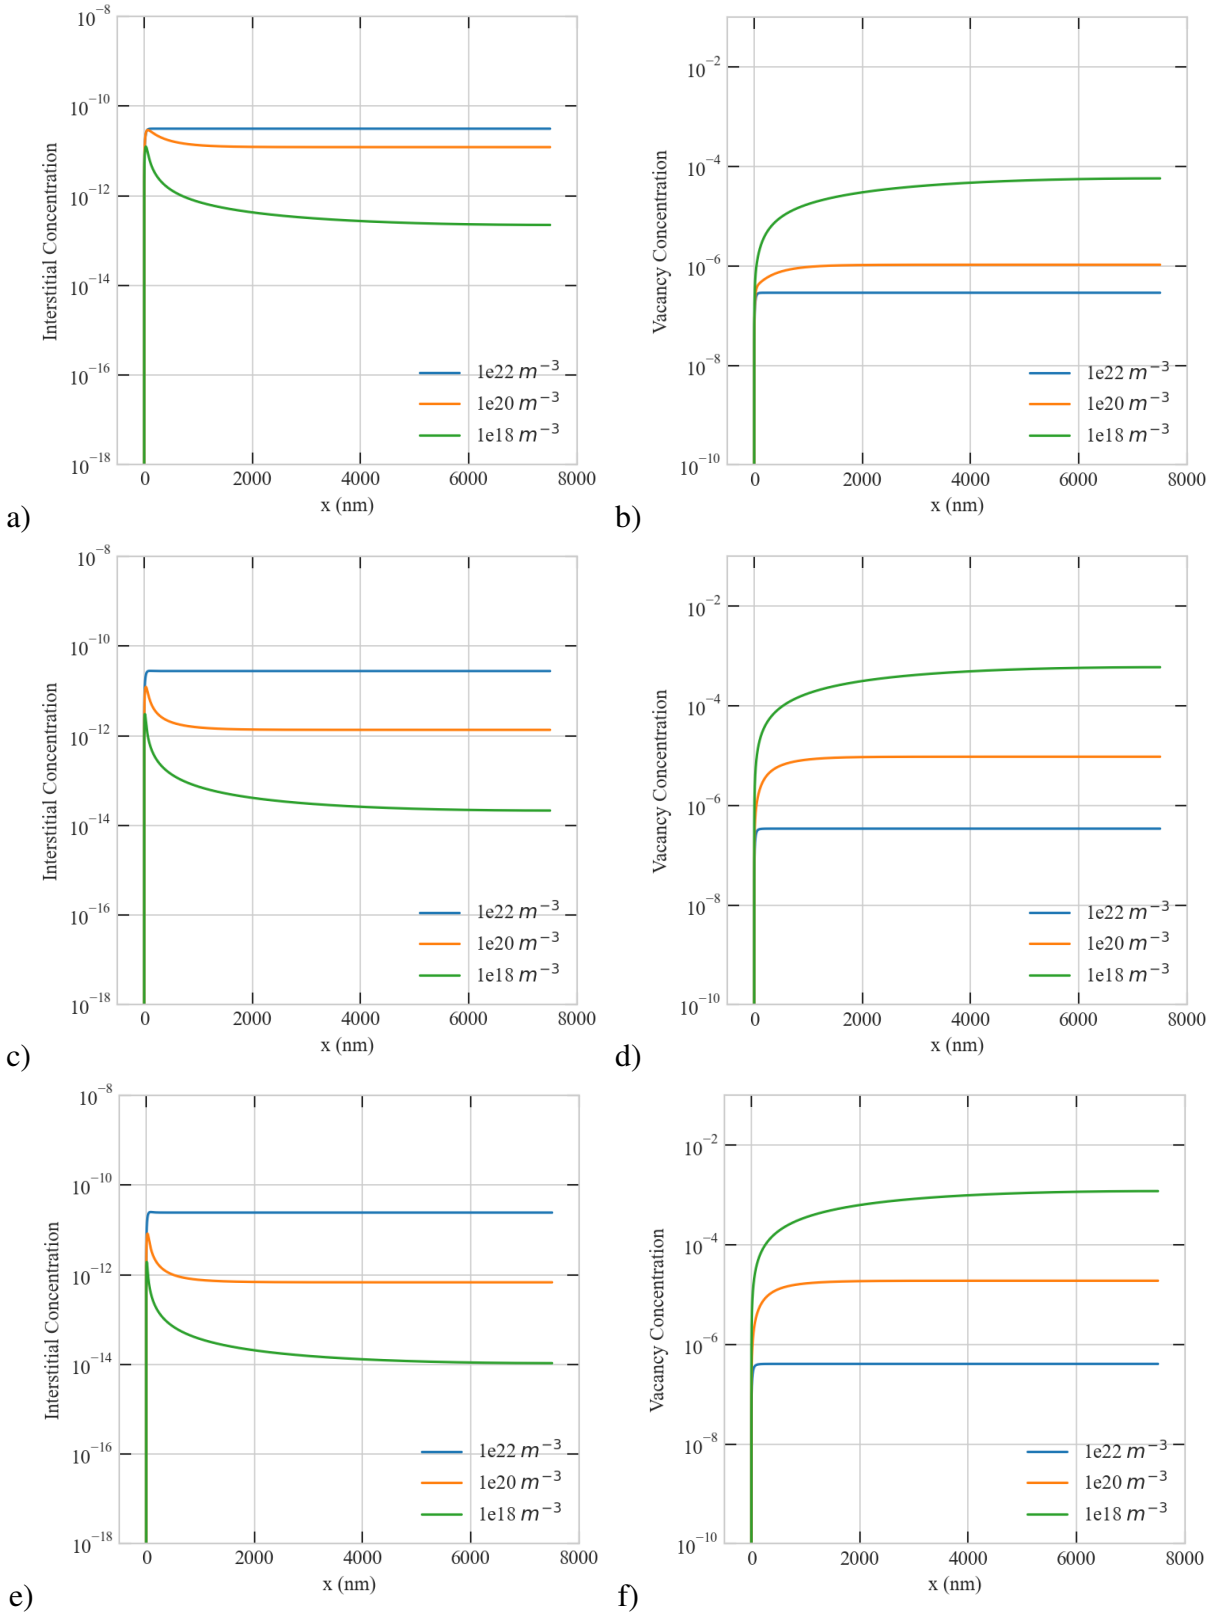 10⁻⁸
10⁻¹⁰
10⁻¹²
10⁻¹⁴
10⁻¹⁶
10⁻¹⁸
Interstitial Concentration
1e22 m⁻³
1e20 m⁻³
1e18 m⁻³
0 2000 4000 6000 8000
x (nm)
a)
10⁻²
10⁻⁴
10⁻⁶
10⁻⁸
10⁻¹⁰
Vacancy Concentration
1e22 m⁻³
1e20 m⁻³
1e18 m⁻³
0 2000 4000 6000 8000
x (nm)
b)
10⁻⁸
10⁻¹⁰
10⁻¹²
10⁻¹⁴
10⁻¹⁶
10⁻¹⁸
Interstitial Concentration
1e22 m⁻³
1e20 m⁻³
1e18 m⁻³
0 2000 4000 6000 8000
x (nm)
c)
10⁻²
10⁻⁴
10⁻⁶
10⁻⁸
10⁻¹⁰
Vacancy Concentration
1e22 m⁻³
1e20 m⁻³
1e18 m⁻³
0 2000 4000 6000 8000
x (nm)
d)
10⁻⁸
10⁻¹⁰
10⁻¹²
10⁻¹⁴
10⁻¹⁶
10⁻¹⁸
Interstitial Concentration
1e22 m⁻³
1e20 m⁻³
1e18 m⁻³
0 2000 4000 6000 8000
x (nm)
e)
10⁻²
10⁻⁴
10⁻⁶
10⁻⁸
10⁻¹⁰
Vacancy Concentration
1e22 m⁻³
1e20 m⁻³
1e18 m⁻³
0 2000 4000 6000 8000
x (nm)
f)